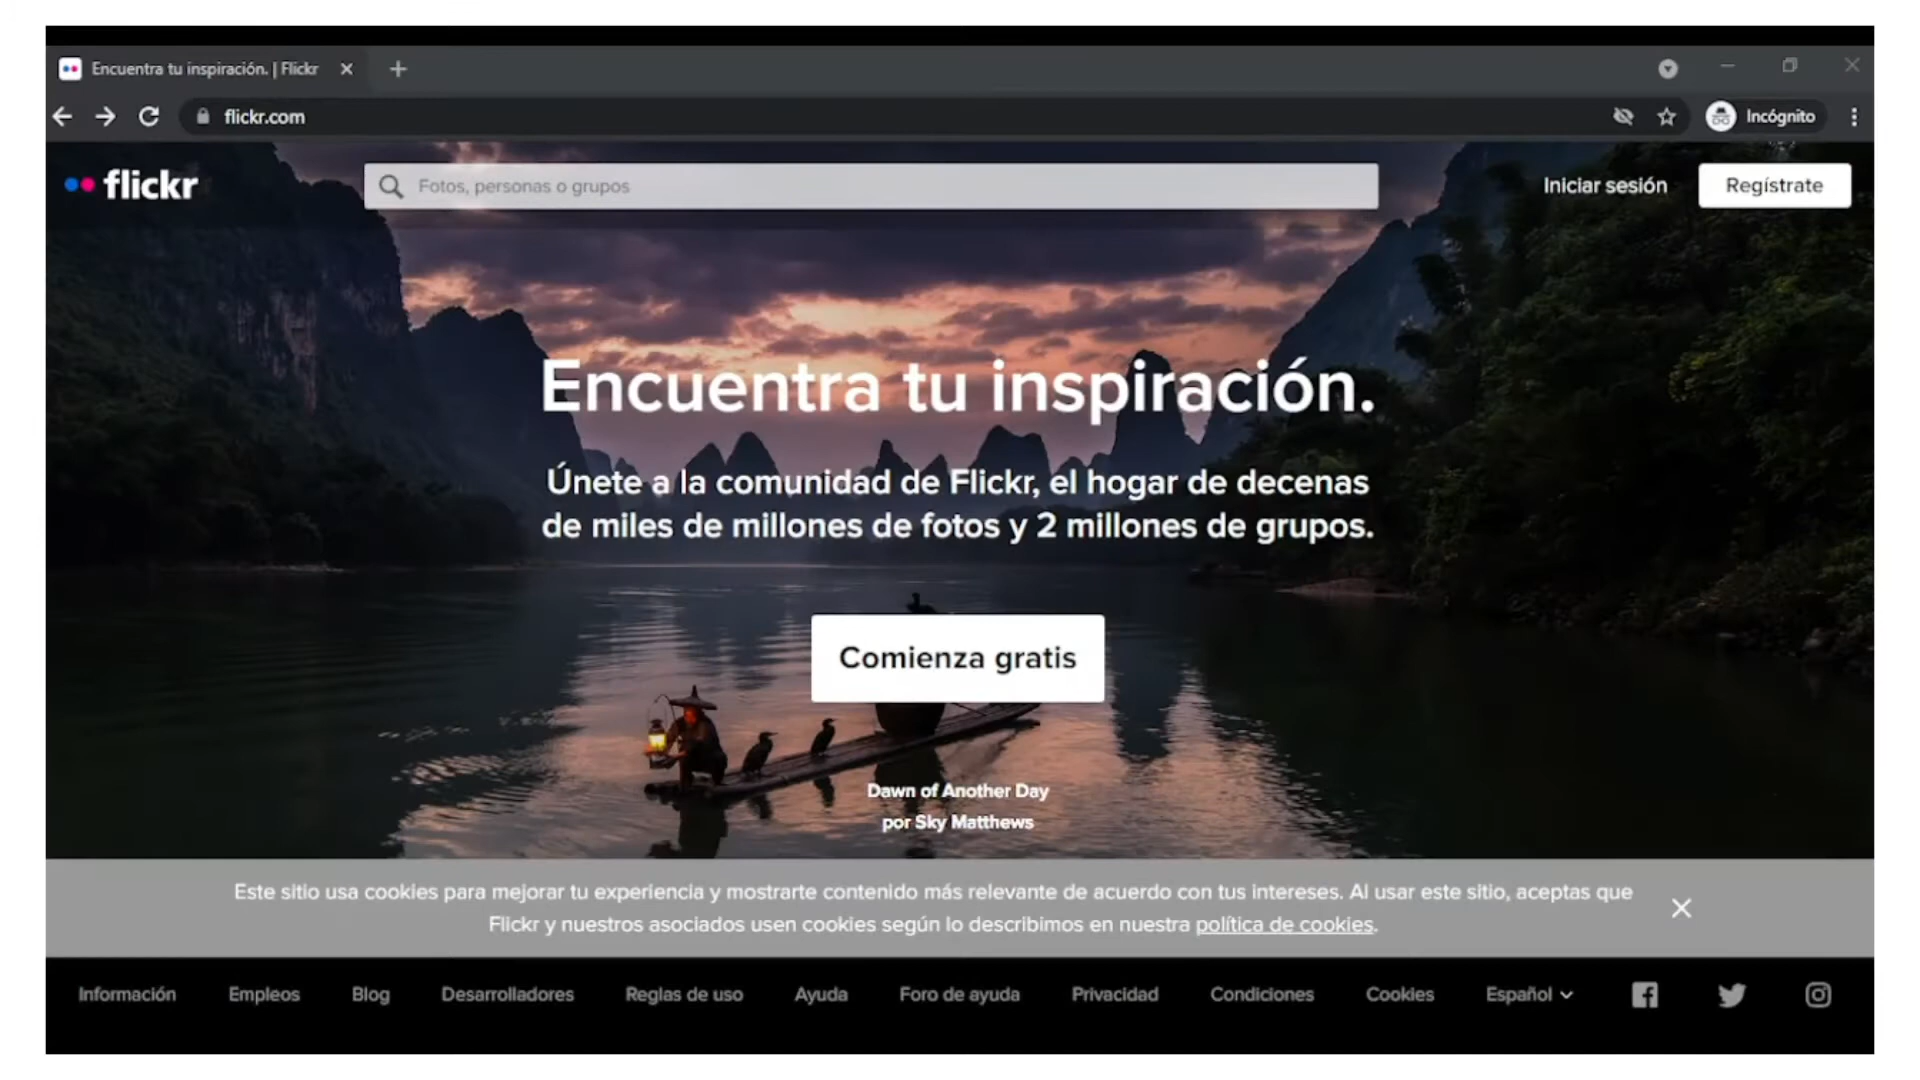 Encuentra tu inspiración. | Flickr
flickr.com
Incógnito
flickr
Fotos, personas o grupos
Iniciar sesión
Regístrate
Encuentra tu inspiración.
Únete a la comunidad de Flickr, el hogar de decenas
de miles de millones de fotos y 2 millones de grupos.
Comienza gratis
Dawn of Another Day
por Sky Matthews
Este sitio usa cookies para mejorar tu experiencia y mostrarte contenido más relevante de acuerdo con tus intereses. Al usar este sitio, aceptas que
Flickr y nuestros asociados usen cookies según lo describimos en nuestra política de cookies.
Información Empleos Blog Desarrolladores Reglas de uso Ayuda Foro de ayuda Privacidad Condiciones Cookies Español